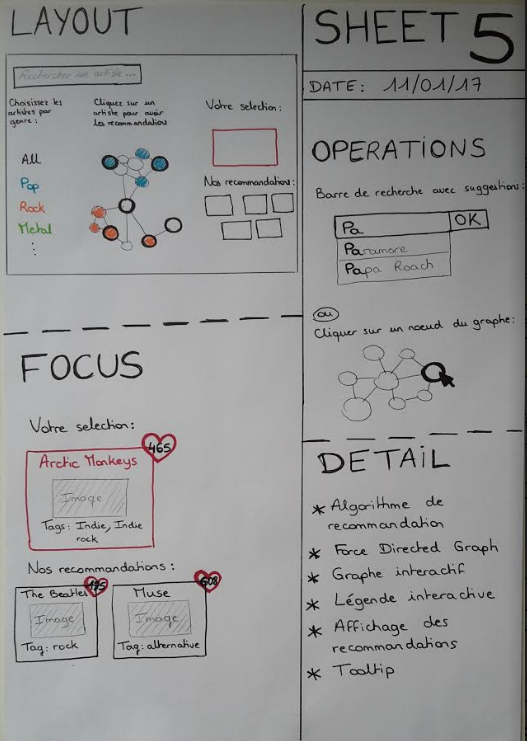 LAYOUT
Rechercher un artiste ...
Choisissez les
artistes par
genre :
Cliquez sur un
artiste pour avoir
les recommandations
Votre selection :
All
Pop
Rock
Metal
Nos recommandations :
SHEET 5
DATE : 11/01/17
OPERATIONS
Barre de recherche avec suggestions :
Pa
OK
Paramore
Papa Roach
ou
Cliquer sur un nœud du graphe :
FOCUS
Votre selection :
465
Arctic Monkeys
Image
Tags : Indie, Indie
rock
Nos recommandations :
The Beatles
Image
Tag : rock
608
Muse
Image
Tag : alternative
DETAIL
* Algorithme de
recommandation
* Force Directed Graph
* Graphe interactif
* Légende interactive
* Affichage des
recommandations
* Tooltip